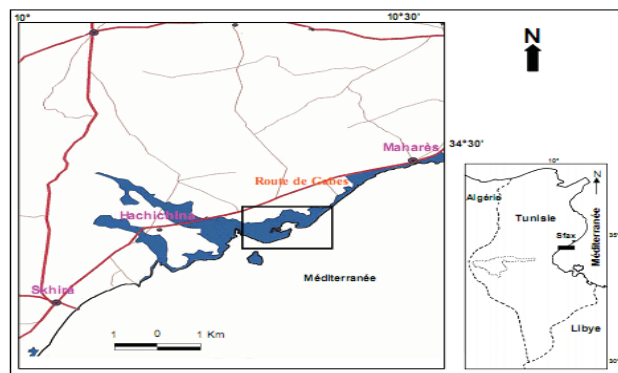 10°
10°30'
N
Maharès
34°30'
Route de Gabes
Hachichina
Méditerranée
Skhira
1 0 1 Km
10°
N
Algérie
Tunisie
Sfax
35°
Méditerranée
Libye
30°